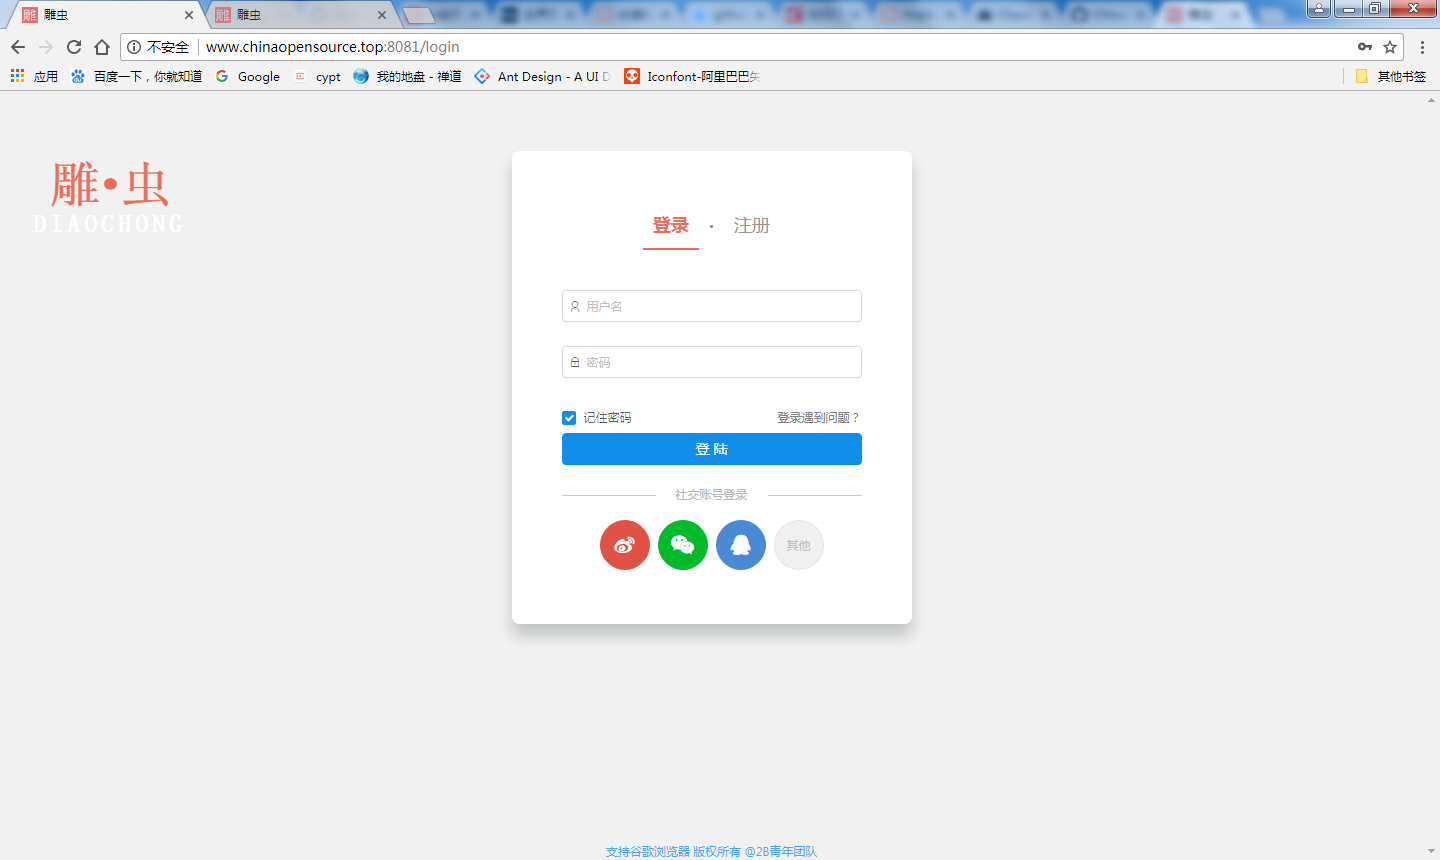 雕虫
雕虫
不安全 www.chinaopensource.top:8081/login
应用 百度一下，你就知道 Google cypt 我的地盘 - 禅道 Ant Design - A UI D Iconfont-阿里巴巴矢 其他书签
雕·虫
DIAOCHONG
登录 · 注册
用户名
密码
记住密码 登录遇到问题？
登 陆
社交账号登录
其他
支持谷歌浏览器 版权所有 @2B青年团队